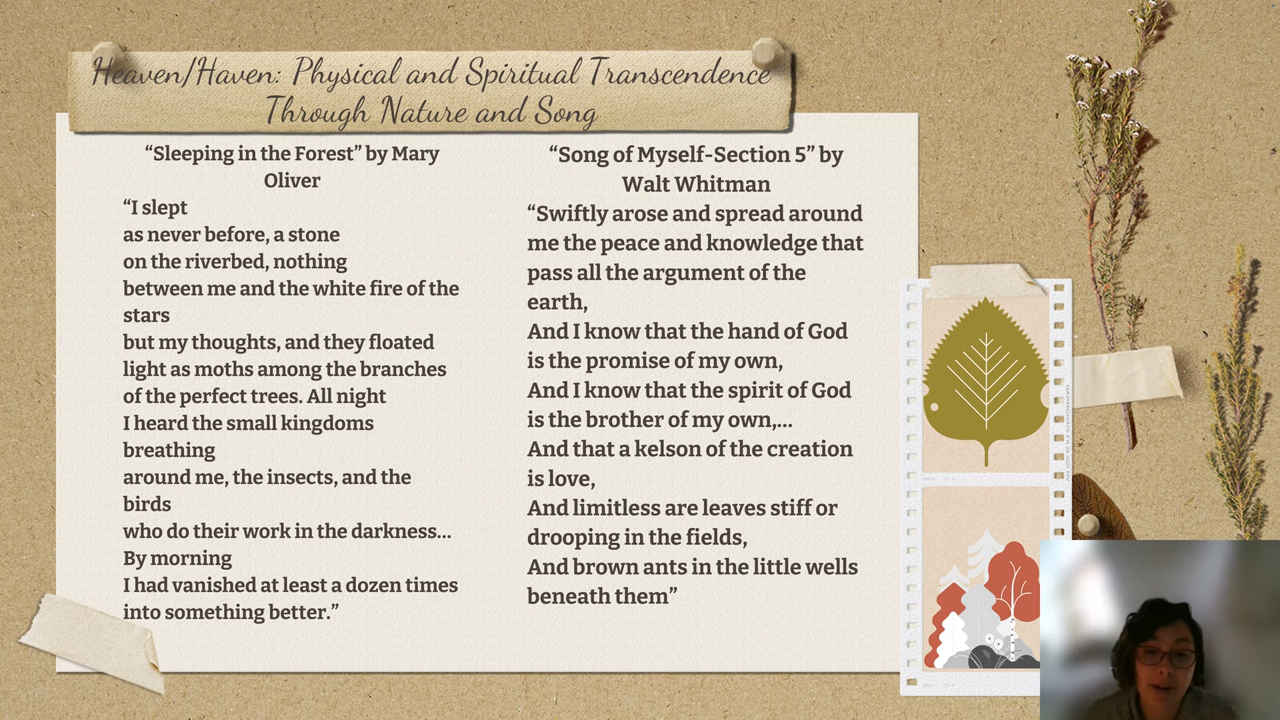 Heaven/Haven: Physical and Spiritual Transcendence
Through Nature and Song
“Sleeping in the Forest” by Mary
Oliver
“I slept
as never before, a stone
on the riverbed, nothing
between me and the white fire of the
stars
but my thoughts, and they floated
light as moths among the branches
of the perfect trees. All night
I heard the small kingdoms
breathing
around me, the insects, and the
birds
who do their work in the darkness...
By morning
I had vanished at least a dozen times
into something better.”
“Song of Myself-Section 5” by
Walt Whitman
“Swiftly arose and spread around
me the peace and knowledge that
pass all the argument of the
earth,
And I know that the hand of God
is the promise of my own,
And I know that the spirit of God
is the brother of my own,...
And that a kelson of the creation
is love,
And limitless are leaves stiff or
drooping in the fields,
And brown ants in the little wells
beneath them”